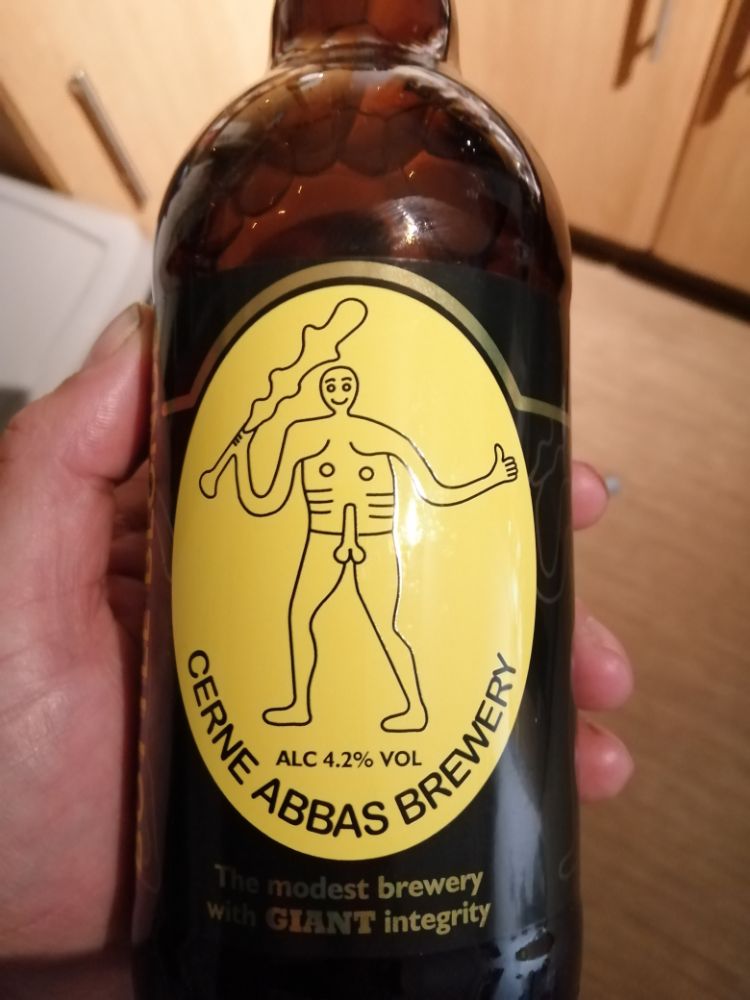 ALC 4.2% VOL
CERNE ABBAS BREWERY
The modest brewery
with GIANT integrity